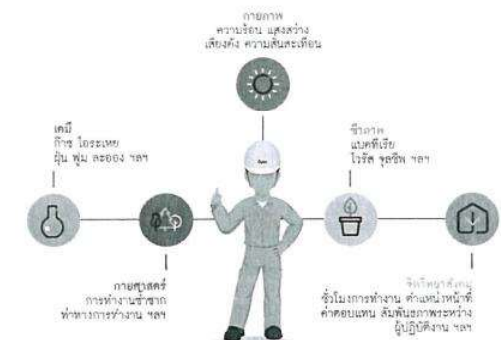 กายภาพ
ความร้อน แสงสว่าง
เสียงดัง ความสั่นสะเทือน
เคมี
ก๊าซ ไอระเหย
ฝุ่น ฟูม ละออง ฯลฯ
ชีวภาพ
แบคทีเรีย
ไวรัส จุลชีพ ฯลฯ
กายศาสตร์
การทำงานซ้ำซาก
ท่าทางการทำงาน ฯลฯ
จิตวิทยาสังคม
ชั่วโมงการทำงาน ตำแหน่งหน้าที่
ค่าตอบแทน สัมพันธภาพระหว่าง
ผู้ปฏิบัติงาน ฯลฯ